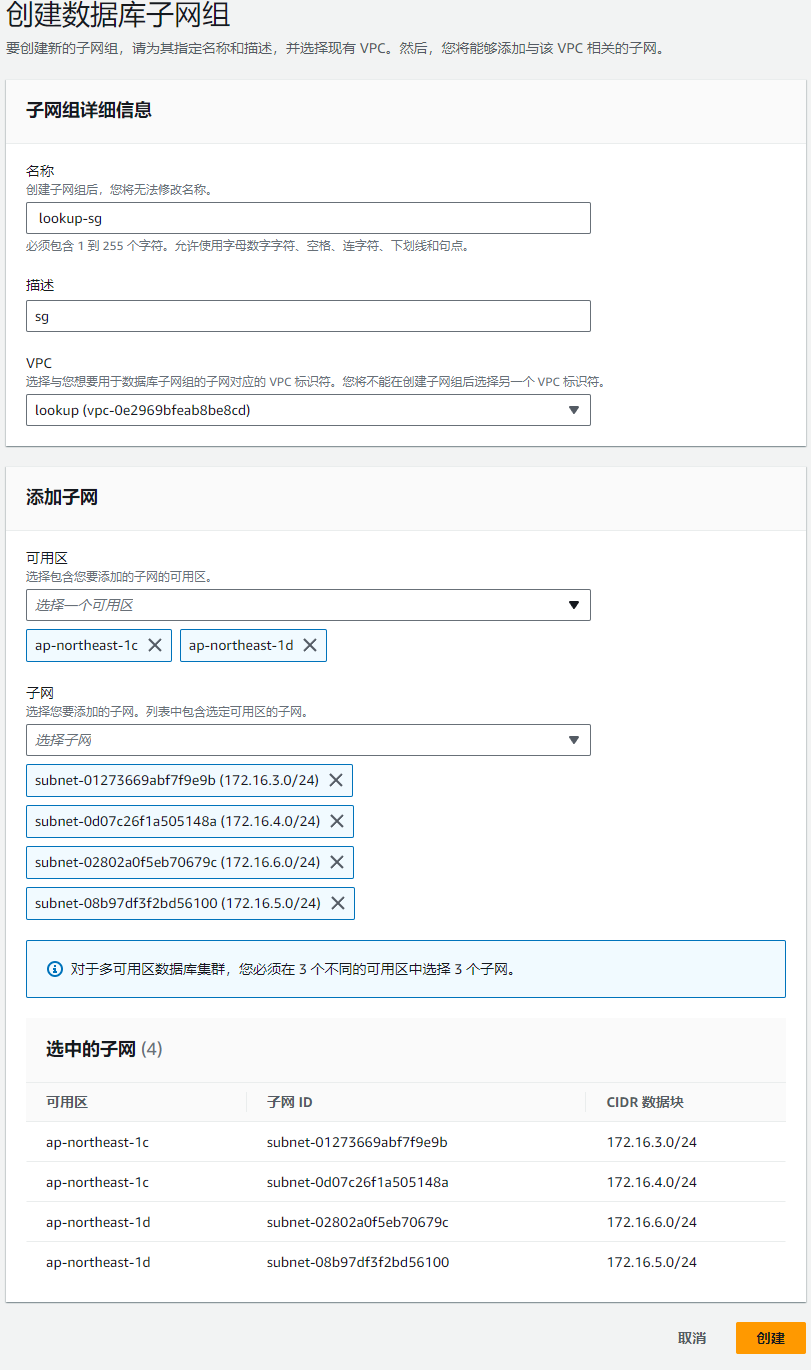 创建数据库子网组
要创建新的子网组，请为其指定名称和描述，并选择现有 VPC。然后，您将能够添加与该 VPC 相关的子网。
子网组详细信息
名称
创建子网组后，您将无法修改名称。
lookup-sg
必须包含 1 到 255 个字符。允许使用字母数字字符、空格、连字符、下划线和句点。
描述
sg
VPC
选择与您想要用于数据库子网组的子网对应的 VPC 标识符。您将不能在创建子网组后选择另一个 VPC 标识符。
lookup (vpc-0e2969bfeab8be8cd)
添加子网
可用区
选择包含您要添加的子网的可用区。
选择一个可用区
ap-northeast-1c ap-northeast-1d
子网
选择您要添加的子网。列表中包含选定可用区的子网。
选择子网
subnet-01273669abf7f9e9b (172.16.3.0/24)
subnet-0d07c26f1a505148a (172.16.4.0/24)
subnet-02802a0f5eb70679c (172.16.6.0/24)
subnet-08b97df3f2bd56100 (172.16.5.0/24)
对于多可用区数据库集群，您必须在 3 个不同的可用区中选择 3 个子网。
选中的子网 (4)
可用区 子网 ID CIDR 数据块
ap-northeast-1c subnet-01273669abf7f9e9b 172.16.3.0/24
ap-northeast-1c subnet-0d07c26f1a505148a 172.16.4.0/24
ap-northeast-1d subnet-02802a0f5eb70679c 172.16.6.0/24
ap-northeast-1d subnet-08b97df3f2bd56100 172.16.5.0/24
取消 创建